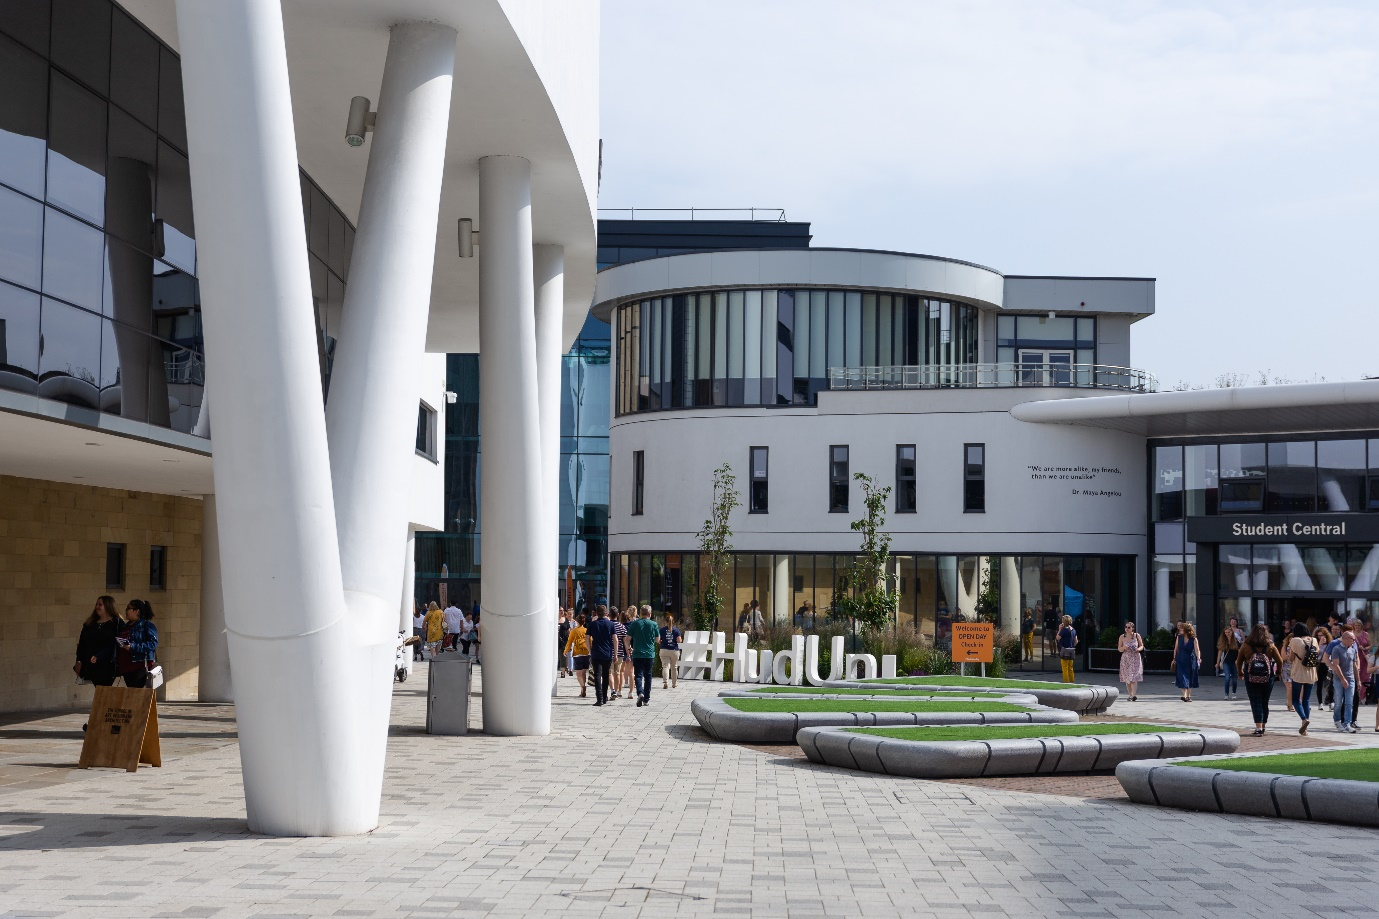 "We are more alike, my friends,
than we are unalike"
Dr. Maya Angelou
Student Central
Welcome to
OPEN DAY
Check-in
#HudUni